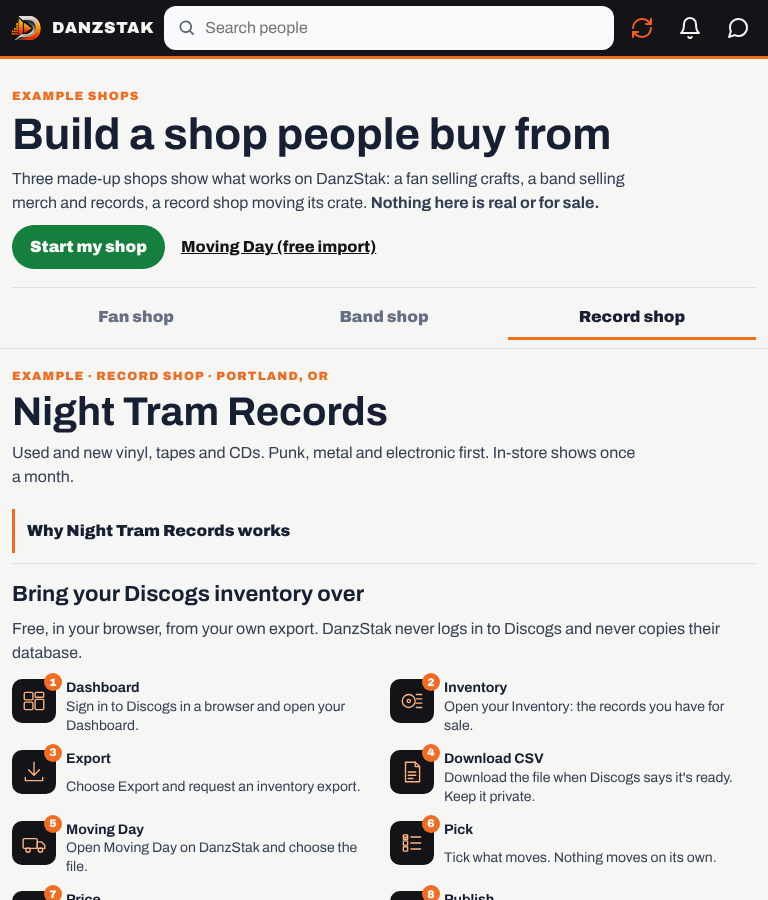 DANZSTAK
Search people
EXAMPLE SHOPS
Build a shop people buy from
Three made-up shops show what works on DanzStak: a fan selling crafts, a band selling
merch and records, a record shop moving its crate. Nothing here is real or for sale.
Start my shop
Moving Day (free import)
Fan shop
Band shop
Record shop
EXAMPLE · RECORD SHOP · PORTLAND, OR
Night Tram Records
Used and new vinyl, tapes and CDs. Punk, metal and electronic first. In-store shows once
a month.
Why Night Tram Records works
Bring your Discogs inventory over
Free, in your browser, from your own export. DanzStak never logs in to Discogs and never copies their
database.
1
Dashboard
Sign in to Discogs in a browser and open your
Dashboard.
2
Inventory
Open your Inventory: the records you have for
sale.
3
Export
Choose Export and request an inventory export.
4
Download CSV
Download the file when Discogs says it's ready.
Keep it private.
5
Moving Day
Open Moving Day on DanzStak and choose the
file.
6
Pick
Tick what moves. Nothing moves on its own.
7
Price
8
Publish